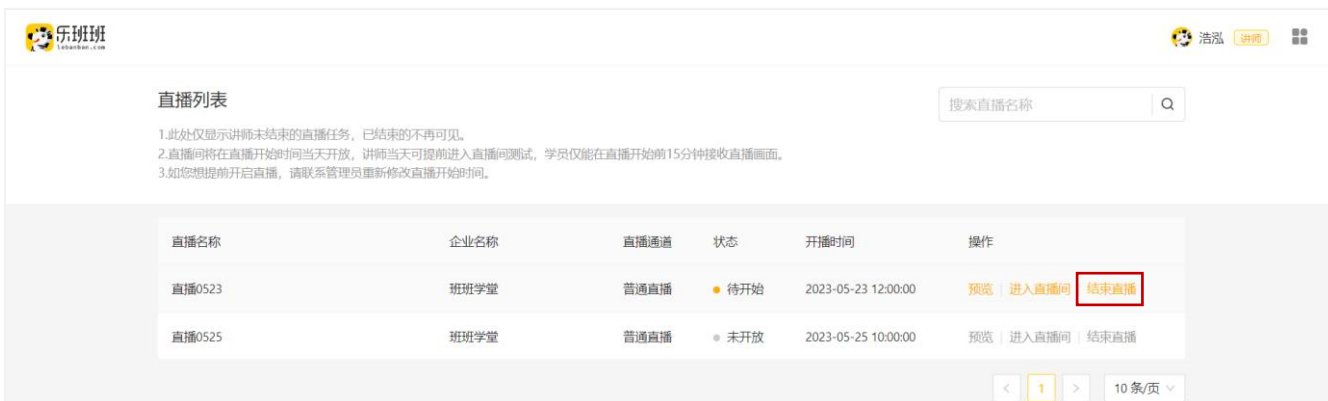 乐班班
lebanban.com
浩泓 讲师
直播列表
搜索直播名称
1.此处仅显示讲师未结束的直播任务，已结束的不再可见。
2.直播间将在直播开始时间当天开放，讲师当天可提前进入直播间测试，学员仅能在直播开始前15分钟接收直播画面。
3.如您想提前开启直播，请联系管理员重新修改直播开始时间。
直播名称 企业名称 直播通道 状态 开播时间 操作
直播0523 班班学堂 普通直播 待开始 2023-05-23 12:00:00 预览 进入直播间 结束直播
直播0525 班班学堂 普通直播 未开放 2023-05-25 10:00:00 预览 进入直播间 结束直播
< 1 > 10 条/页